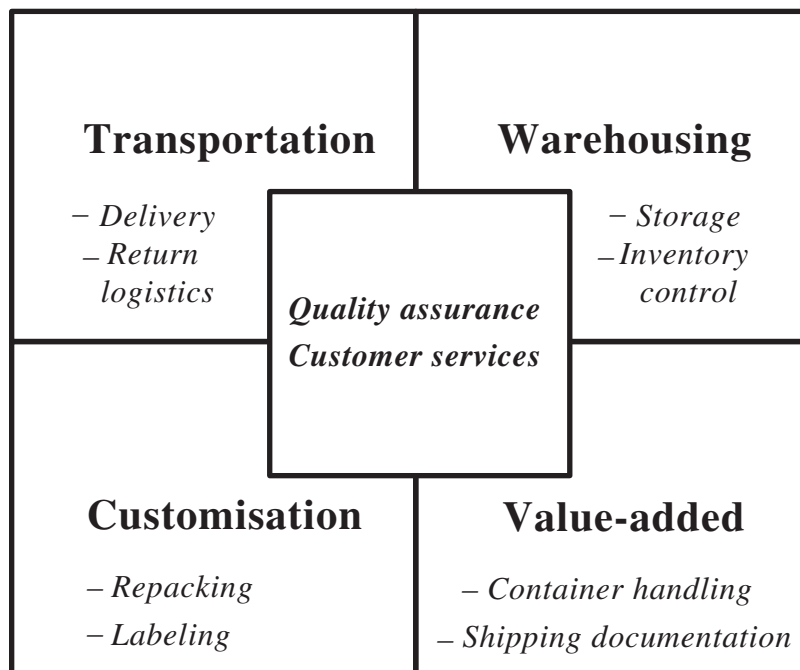 Transportation
– Delivery
– Return
logistics
Warehousing
– Storage
– Inventory
control
Quality assurance
Customer services
Customisation
– Repacking
– Labeling
Value-added
– Container handling
– Shipping documentation